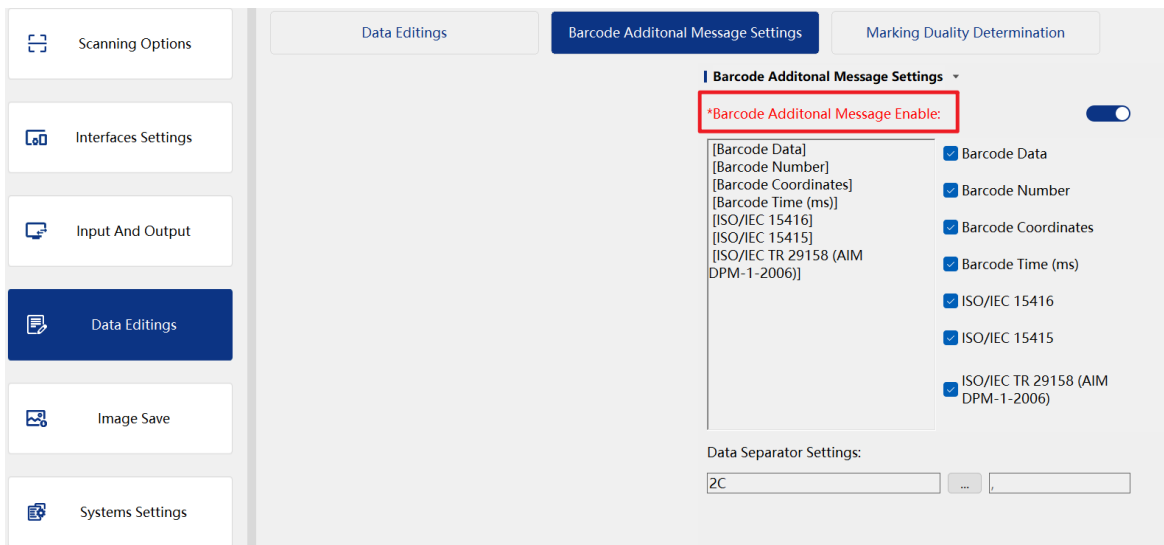 Scanning Options
Interfaces Settings
Input And Output
Data Editings
Image Save
Systems Settings
Data Editings
Barcode Additonal Message Settings
Marking Duality Determination
Barcode Additonal Message Settings
*Barcode Additonal Message Enable:
[Barcode Data]
[Barcode Number]
[Barcode Coordinates]
[Barcode Time (ms)]
[ISO/IEC 15416]
[ISO/IEC 15415]
[ISO/IEC TR 29158 (AIM
DPM-1-2006)]
Barcode Data
Barcode Number
Barcode Coordinates
Barcode Time (ms)
ISO/IEC 15416
ISO/IEC 15415
ISO/IEC TR 29158 (AIM
DPM-1-2006)
Data Separator Settings:
2C
...
,